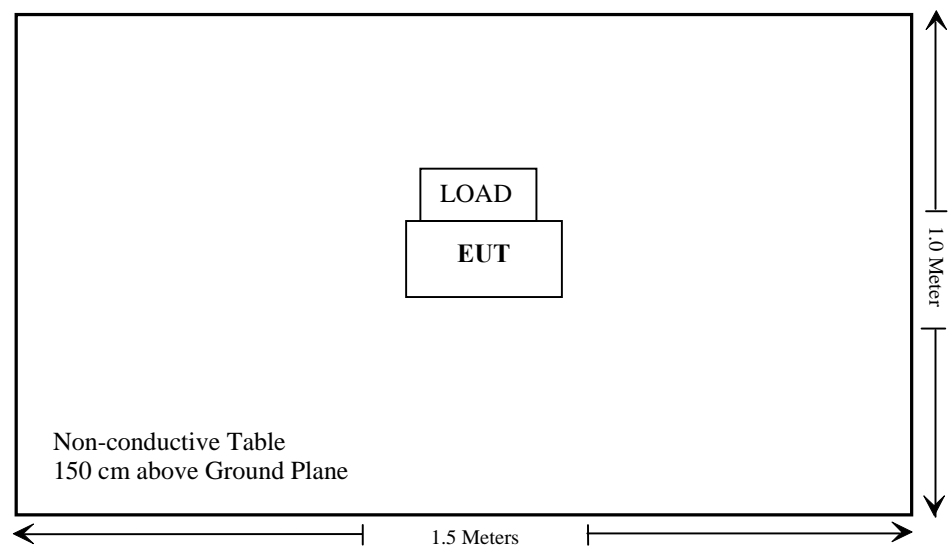 LOAD
EUT
1.0 Meter
Non-conductive Table
150 cm above Ground Plane
1.5 Meters